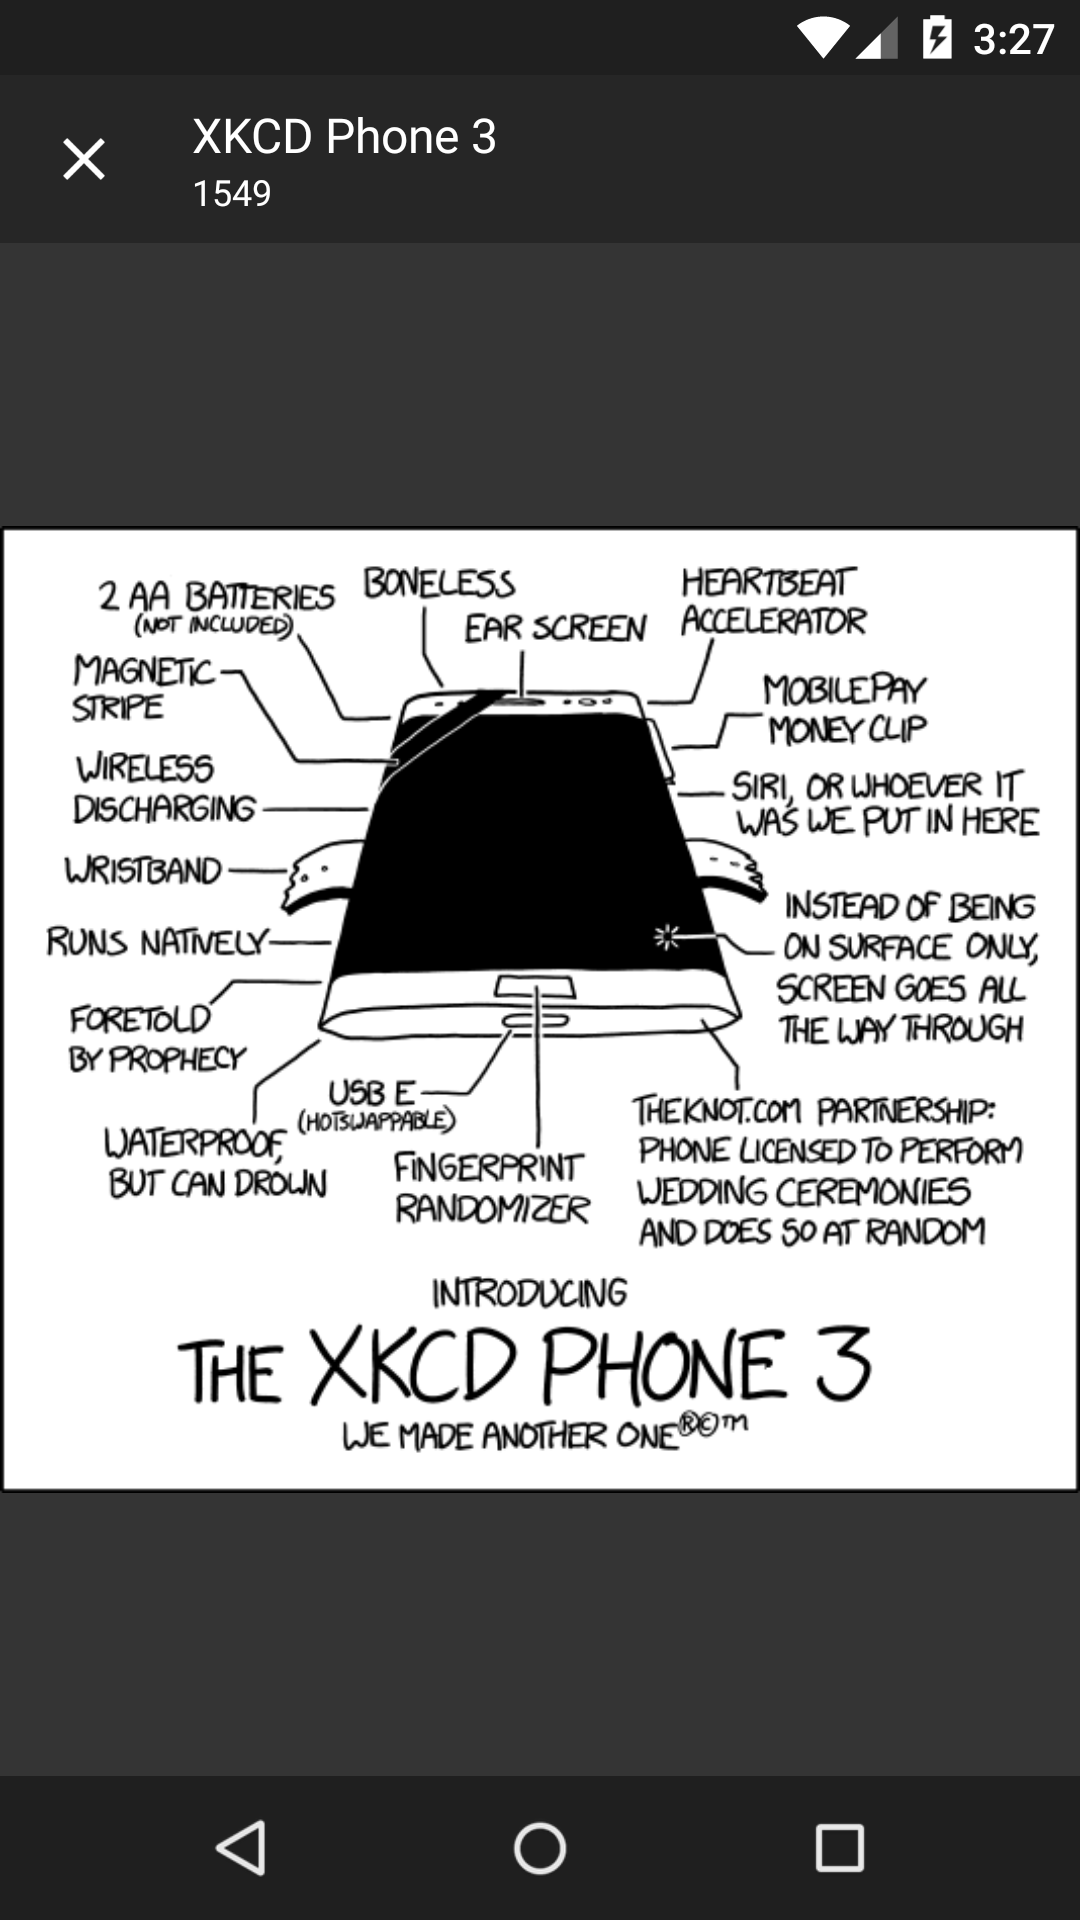 3:27
XKCD Phone 3
1549
2 AA BATTERIES
(NOT INCLUDED)
BONELESS
EAR SCREEN
HEARTBEAT
ACCELERATOR
MAGNETIC
STRIPE
MOBILEPAY
MONEY CLIP
WIRELESS
DISCHARGING
SIRI, OR WHOEVER IT
WAS WE PUT IN HERE
WRISTBAND
RUNS NATIVELY
INSTEAD OF BEING
ON SURFACE ONLY,
SCREEN GOES ALL
THE WAY THROUGH
FORETOLD
BY PROPHECY
USB E
(HOTSWAPPABLE)
WATERPROOF,
BUT CAN DROWN
FINGERPRINT
RANDOMIZER
THEKNOT.COM PARTNERSHIP:
PHONE LICENSED TO PERFORM
WEDDING CEREMONIES
AND DOES SO AT RANDOM
INTRODUCING
THE XKCD PHONE 3
WE MADE ANOTHER ONE®©™